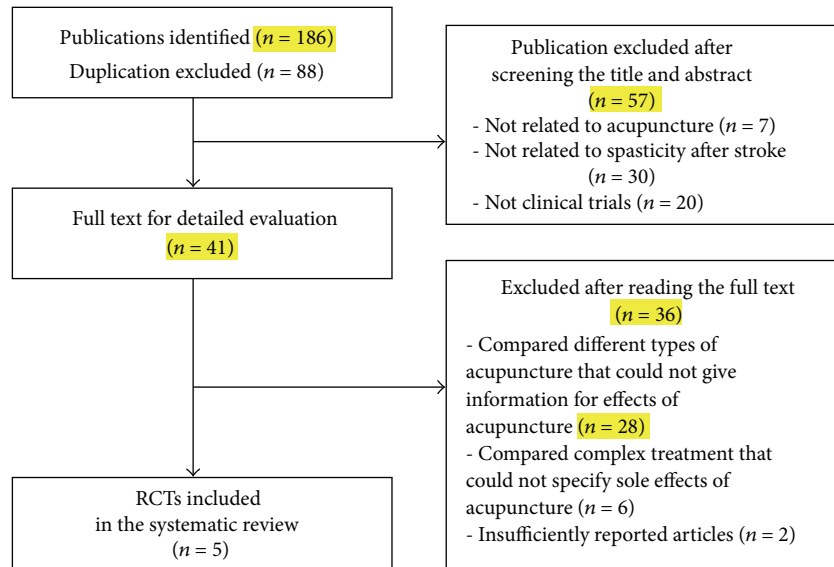 Publications identified (n = 186)
Duplication excluded (n = 88)
Publication excluded after
screening the title and abstract
(n = 57)
- Not related to acupuncture (n = 7)
- Not related to spasticity after stroke
(n = 30)
- Not clinical trials (n = 20)
Full text for detailed evaluation
(n = 41)
Excluded after reading the full text
(n = 36)
- Compared different types of
acupuncture that could not give
information for effects of
acupuncture (n = 28)
- Compared complex treatment that
could not specify sole effects of
acupuncture (n = 6)
- Insufficiently reported articles (n = 2)
RCTs included
in the systematic review
(n = 5)